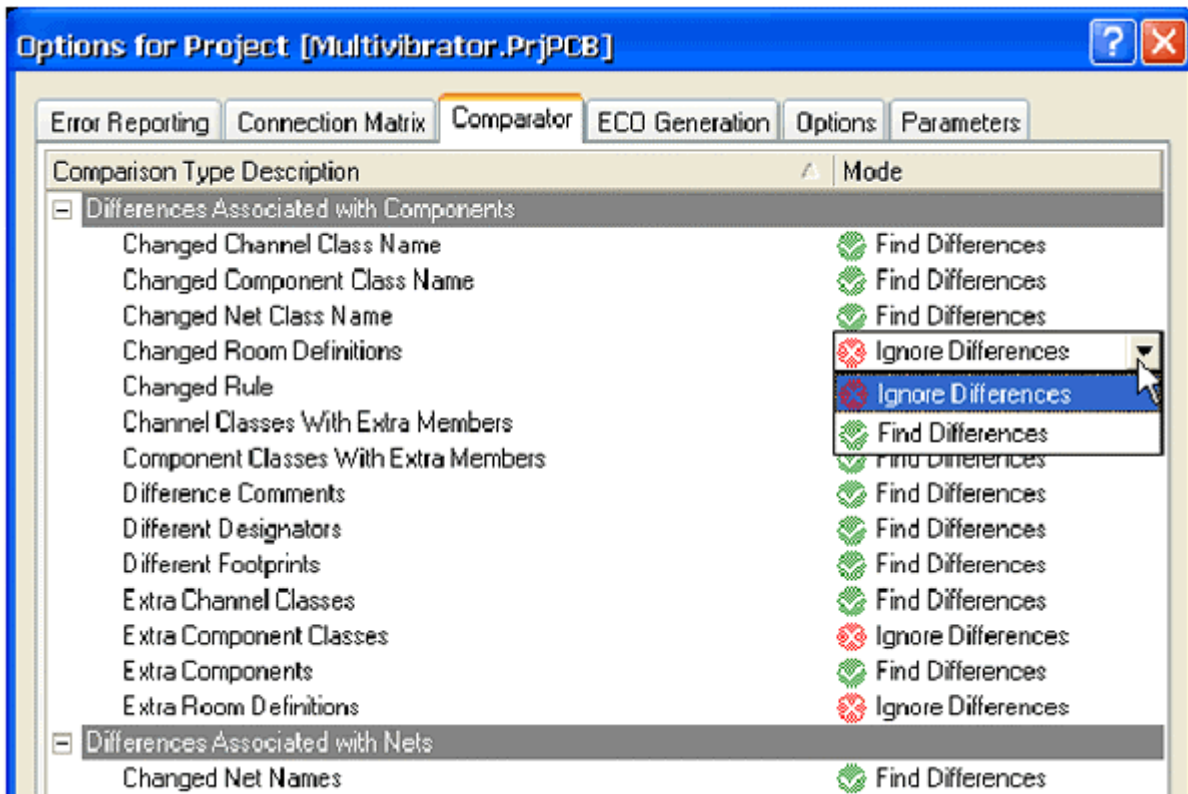 Options for Project [Multivibrator.PrjPCB]
Error Reporting Connection Matrix Comparator ECO Generation Options Parameters
Comparison Type Description Mode
Differences Associated with Components
Changed Channel Class Name Find Differences
Changed Component Class Name Find Differences
Changed Net Class Name Find Differences
Changed Room Definitions Ignore Differences
Changed Rule Ignore Differences
Channel Classes With Extra Members Find Differences
Component Classes With Extra Members Find Differences
Difference Comments Find Differences
Different Designators Find Differences
Different Footprints Find Differences
Extra Channel Classes Find Differences
Extra Component Classes Ignore Differences
Extra Components Find Differences
Extra Room Definitions Ignore Differences
Differences Associated with Nets
Changed Net Names Find Differences